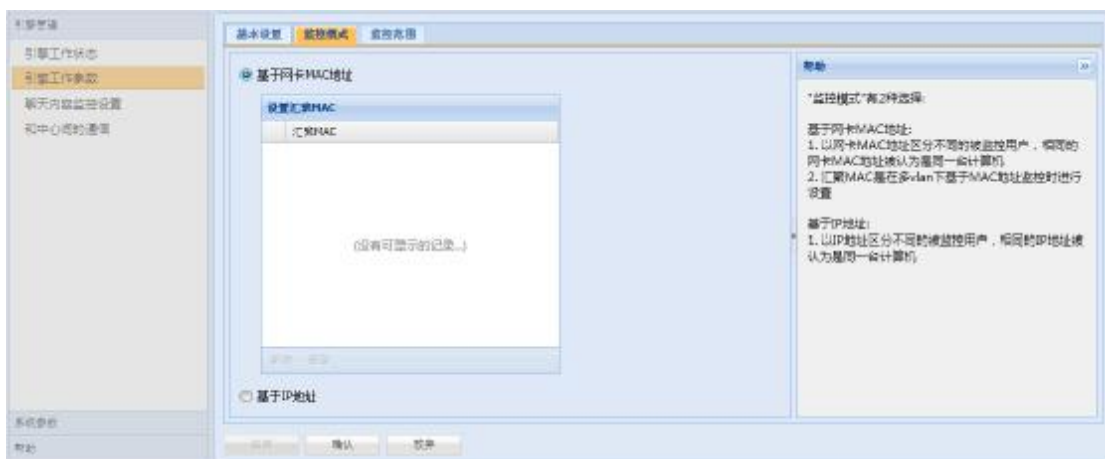 引擎管理
引擎工作状态
引擎工作参数
聊天内容监控设置
和中心间的通信
系统参数
帮助
基本设置 监控模式 监控范围
基于网卡MAC地址
设置汇聚MAC
汇聚MAC
(没有可显示的记录...)
基于IP地址
确认 放弃
帮助
"监控模式"有2种选择:
基于网卡MAC地址:
1. 以网卡MAC地址区分不同的被监控用户，相同的
网卡MAC地址被认为是同一台计算机
2. 汇聚MAC是在多vlan下基于MAC地址监控时进行
设置
基于IP地址:
1. 以IP地址区分不同的被监控用户，相同的IP地址被
认为是同一台计算机